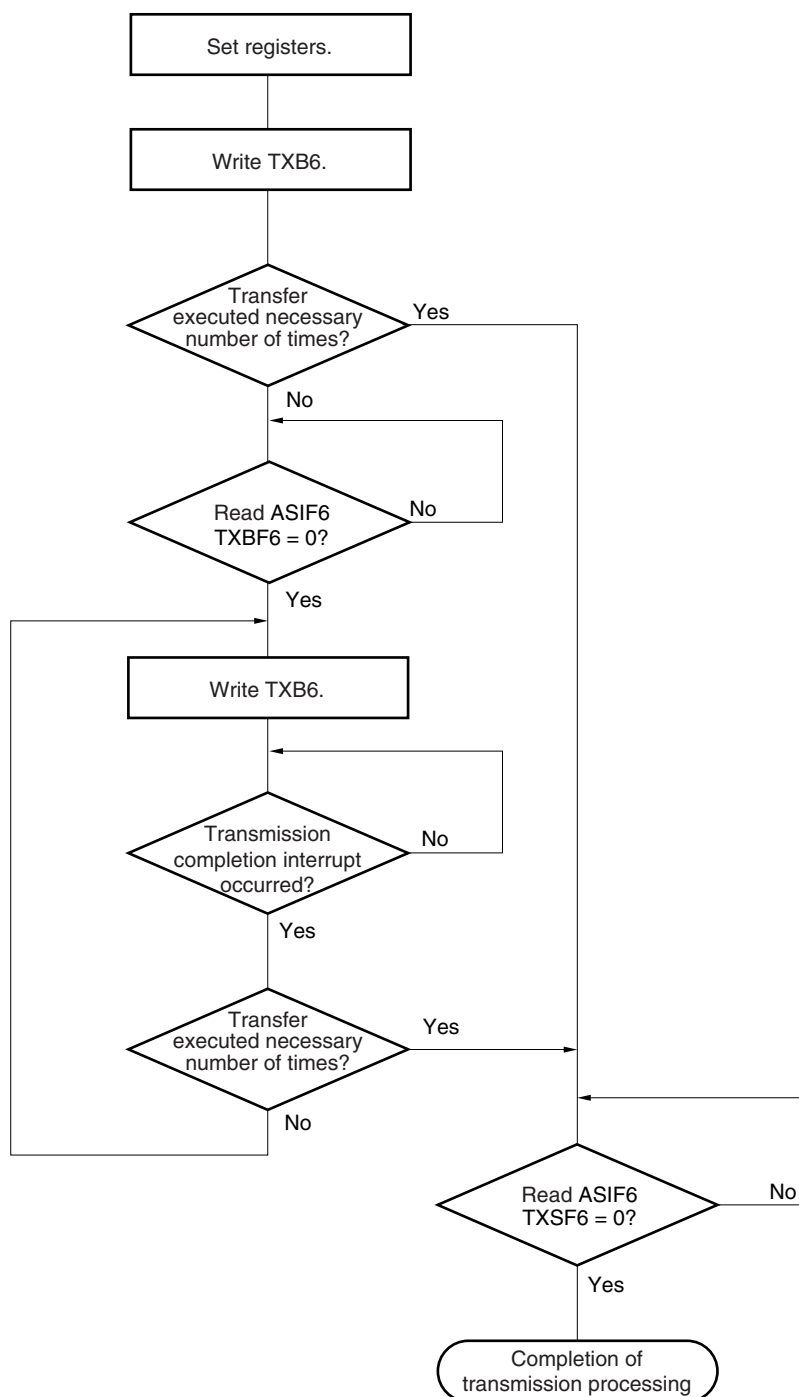 Set registers.
Write TXB6.
Transfer
executed necessary
number of times?
Yes
No
Read ASIF6
TXBF6 = 0?
No
Yes
Write TXB6.
Transmission
completion interrupt
occurred?
No
Yes
Transfer
executed necessary
number of times?
Yes
No
Read ASIF6
TXSF6 = 0?
No
Yes
Completion of
transmission processing